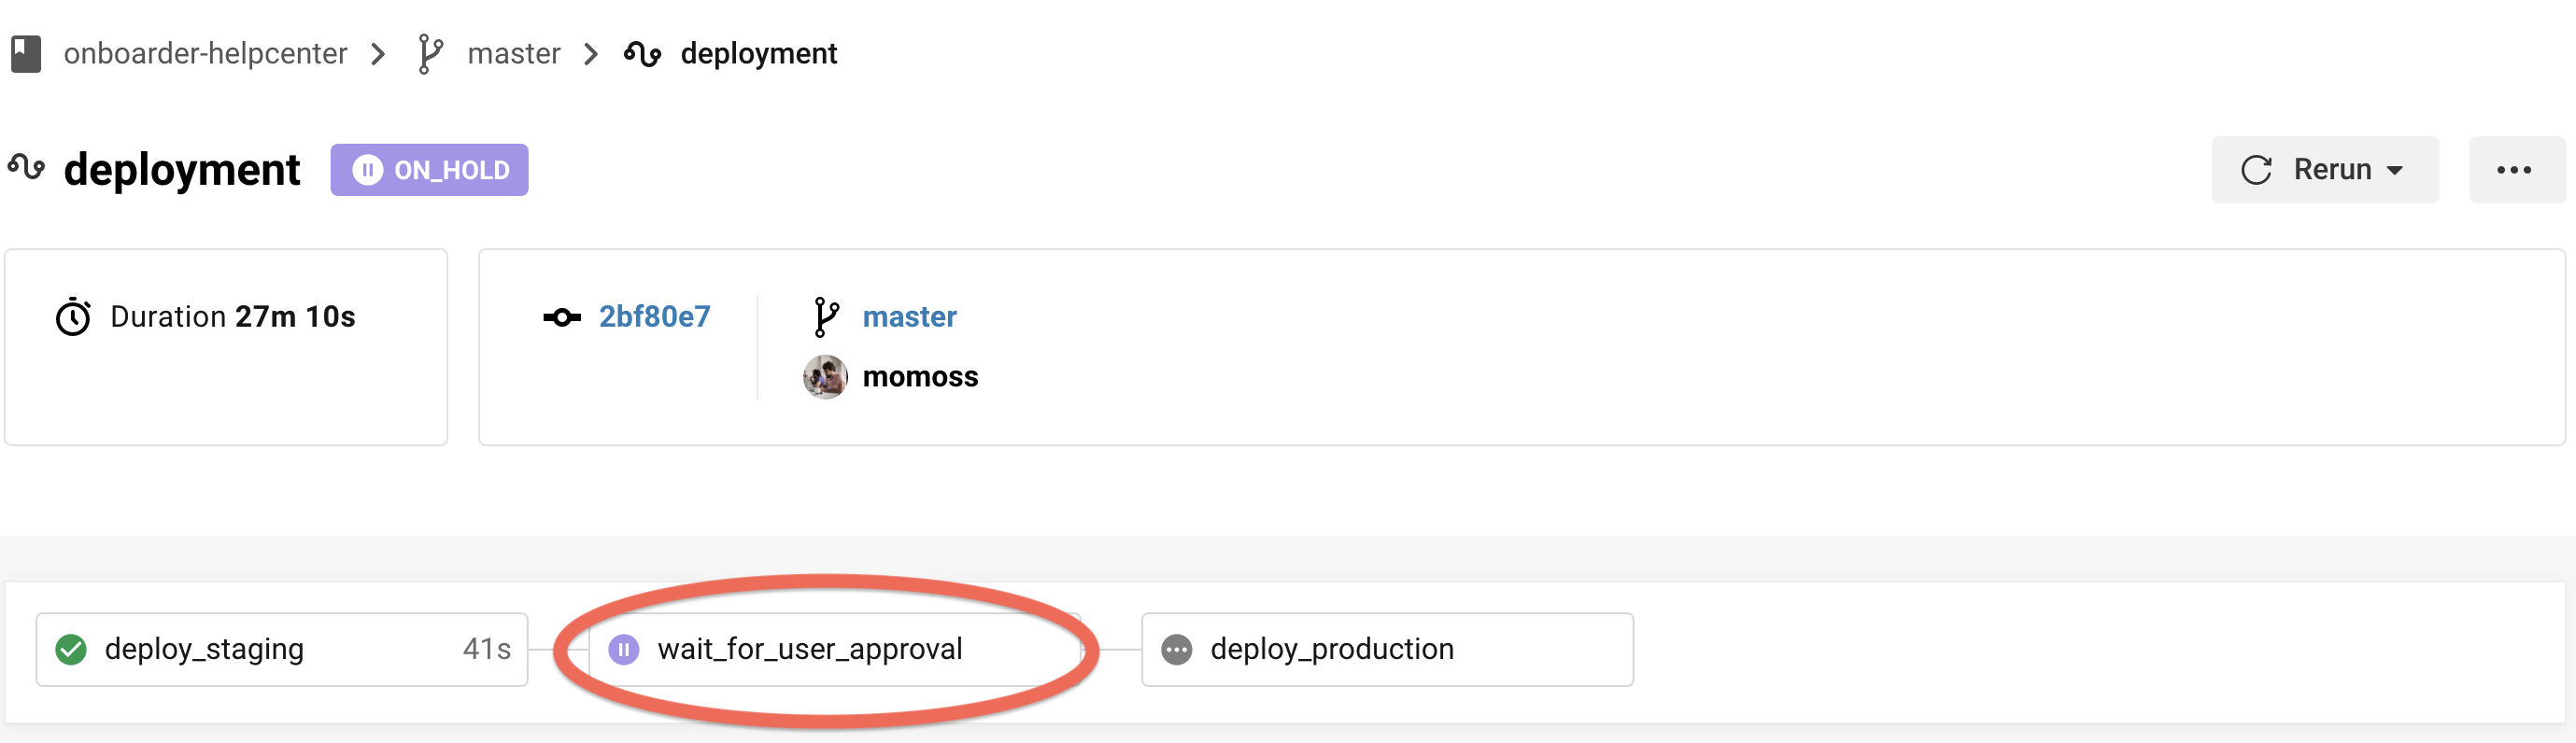 onboarder-helpcenter master deployment
deployment ON_HOLD Rerun
Duration 27m 10s 2bf80e7 master
momoss
deploy_staging 41s wait_for_user_approval deploy_production